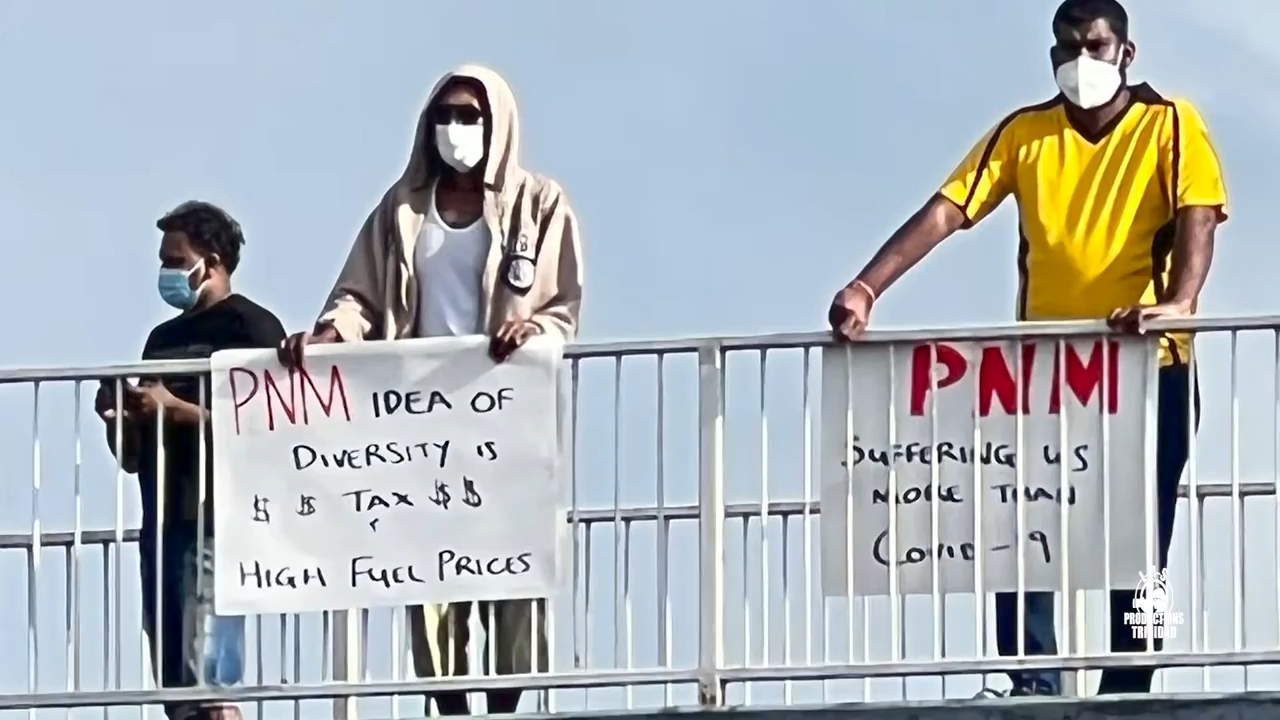 PNM IDEA OF
DIVERSITY IS
$ $ TAX $ $
HIGH FUEL PRICES
PNM
SUFFERING US
MORE THAN
COVID-19
PRODUCTIONS
TRINIDAD